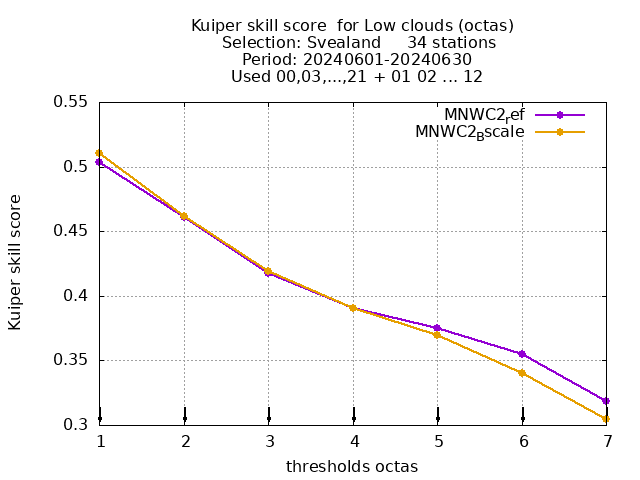 Kuiper skill score  for Low clouds (octas)
Selection: Svealand     34 stations
Period: 20240601-20240630
Used 00,03,...,21 + 01 02 ... 12
MNWC2ref
MNWC2Bscale
0.55
0.5
0.45
0.4
0.35
0.3
Kuiper skill score
1 2 3 4 5 6 7
thresholds octas